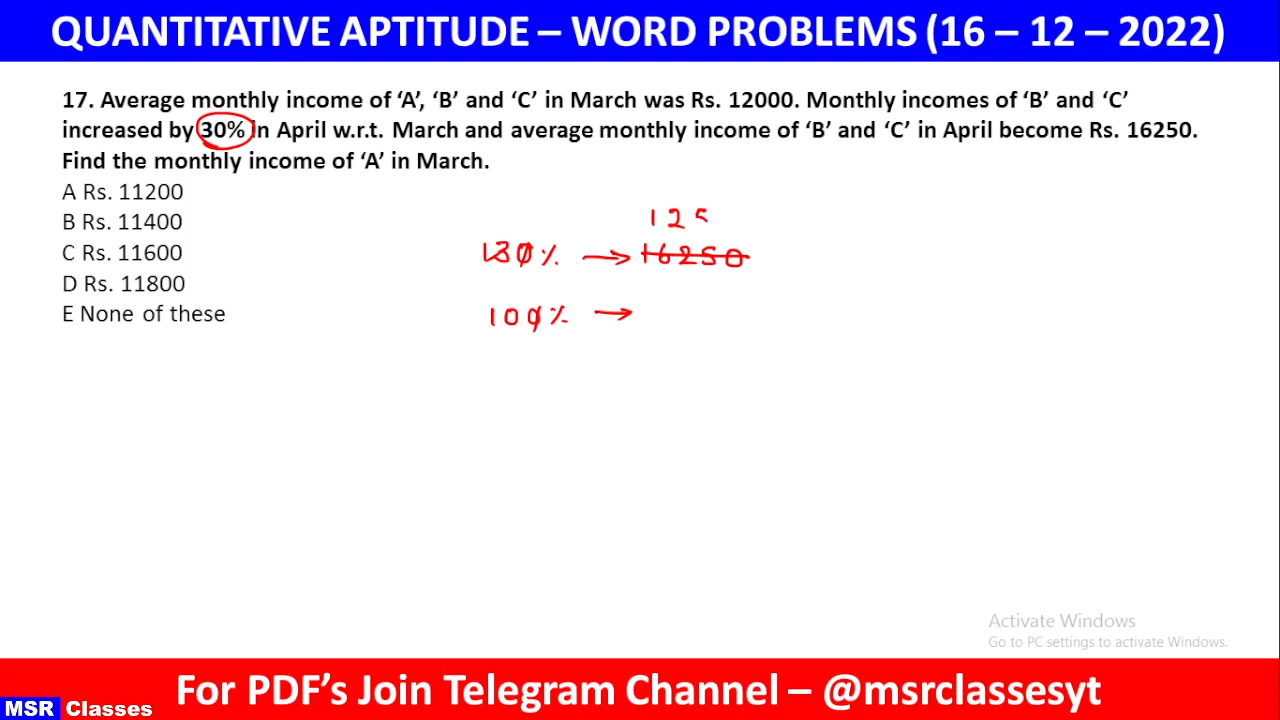 QUANTITATIVE APTITUDE – WORD PROBLEMS (16 – 12 – 2022)
17. Average monthly income of ‘A’, ‘B’ and ‘C’ in March was Rs. 12000. Monthly incomes of ‘B’ and ‘C’
increased by 30% in April w.r.t. March and average monthly income of ‘B’ and ‘C’ in April become Rs. 16250.
Find the monthly income of ‘A’ in March.
A Rs. 11200
B Rs. 11400
C Rs. 11600
D Rs. 11800
E None of these
125
130% → 16250
100% →
Activate Windows
Go to PC settings to activate Windows.
For PDF’s Join Telegram Channel – @msrclassesyt
MSR Classes